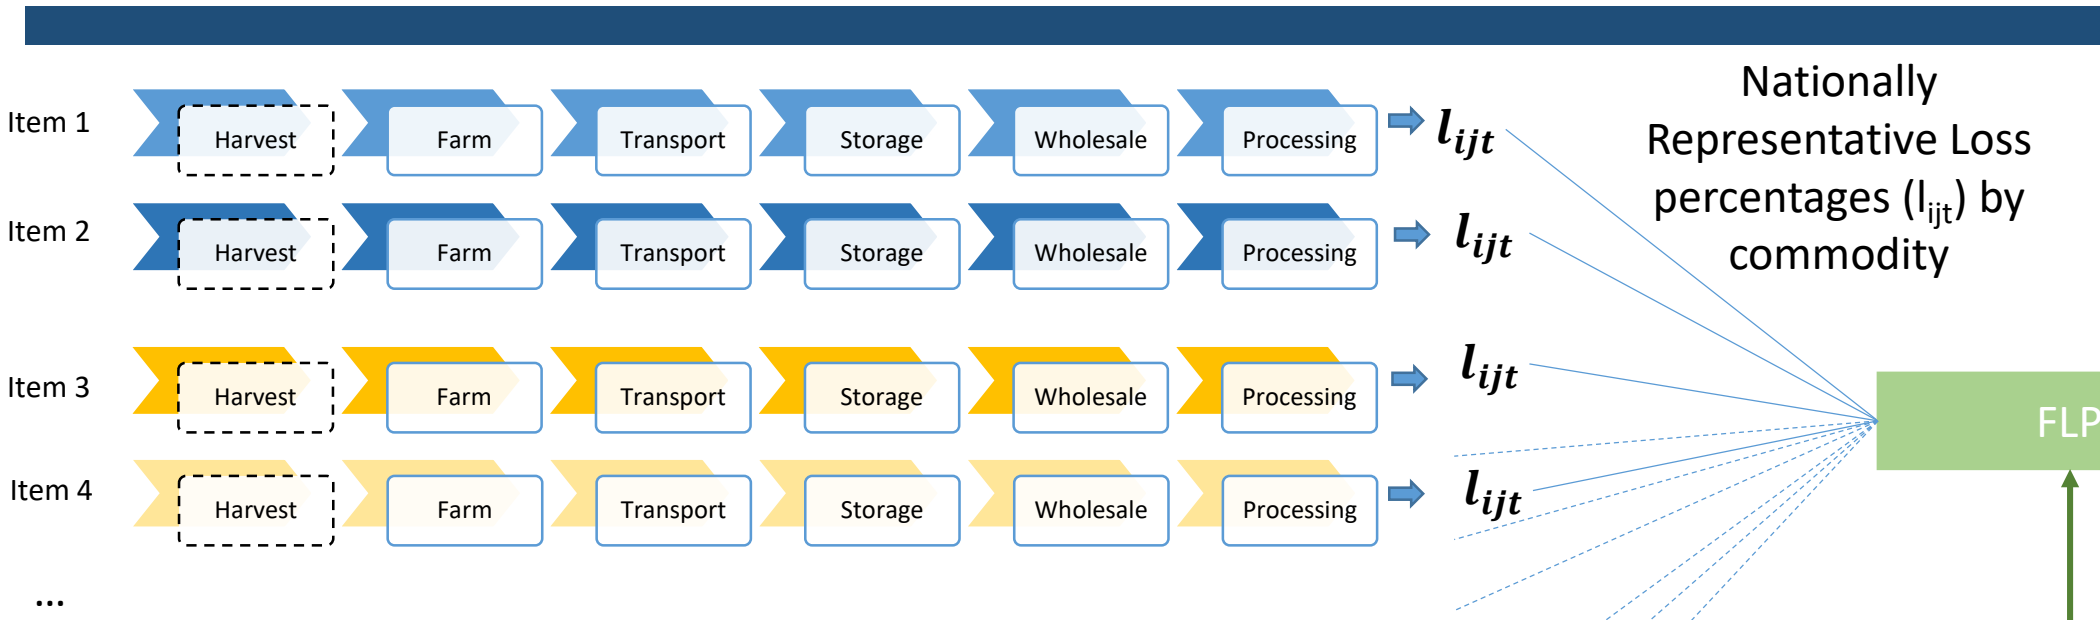 Nationally
Representative Loss
percentages (l_ijt) by
commodity
Item 1 Harvest Farm Transport Storage Wholesale Processing l_ijt
Item 2 Harvest Farm Transport Storage Wholesale Processing l_ijt
Item 3 Harvest Farm Transport Storage Wholesale Processing l_ijt
FLP
Item 4 Harvest Farm Transport Storage Wholesale Processing l_ijt
...